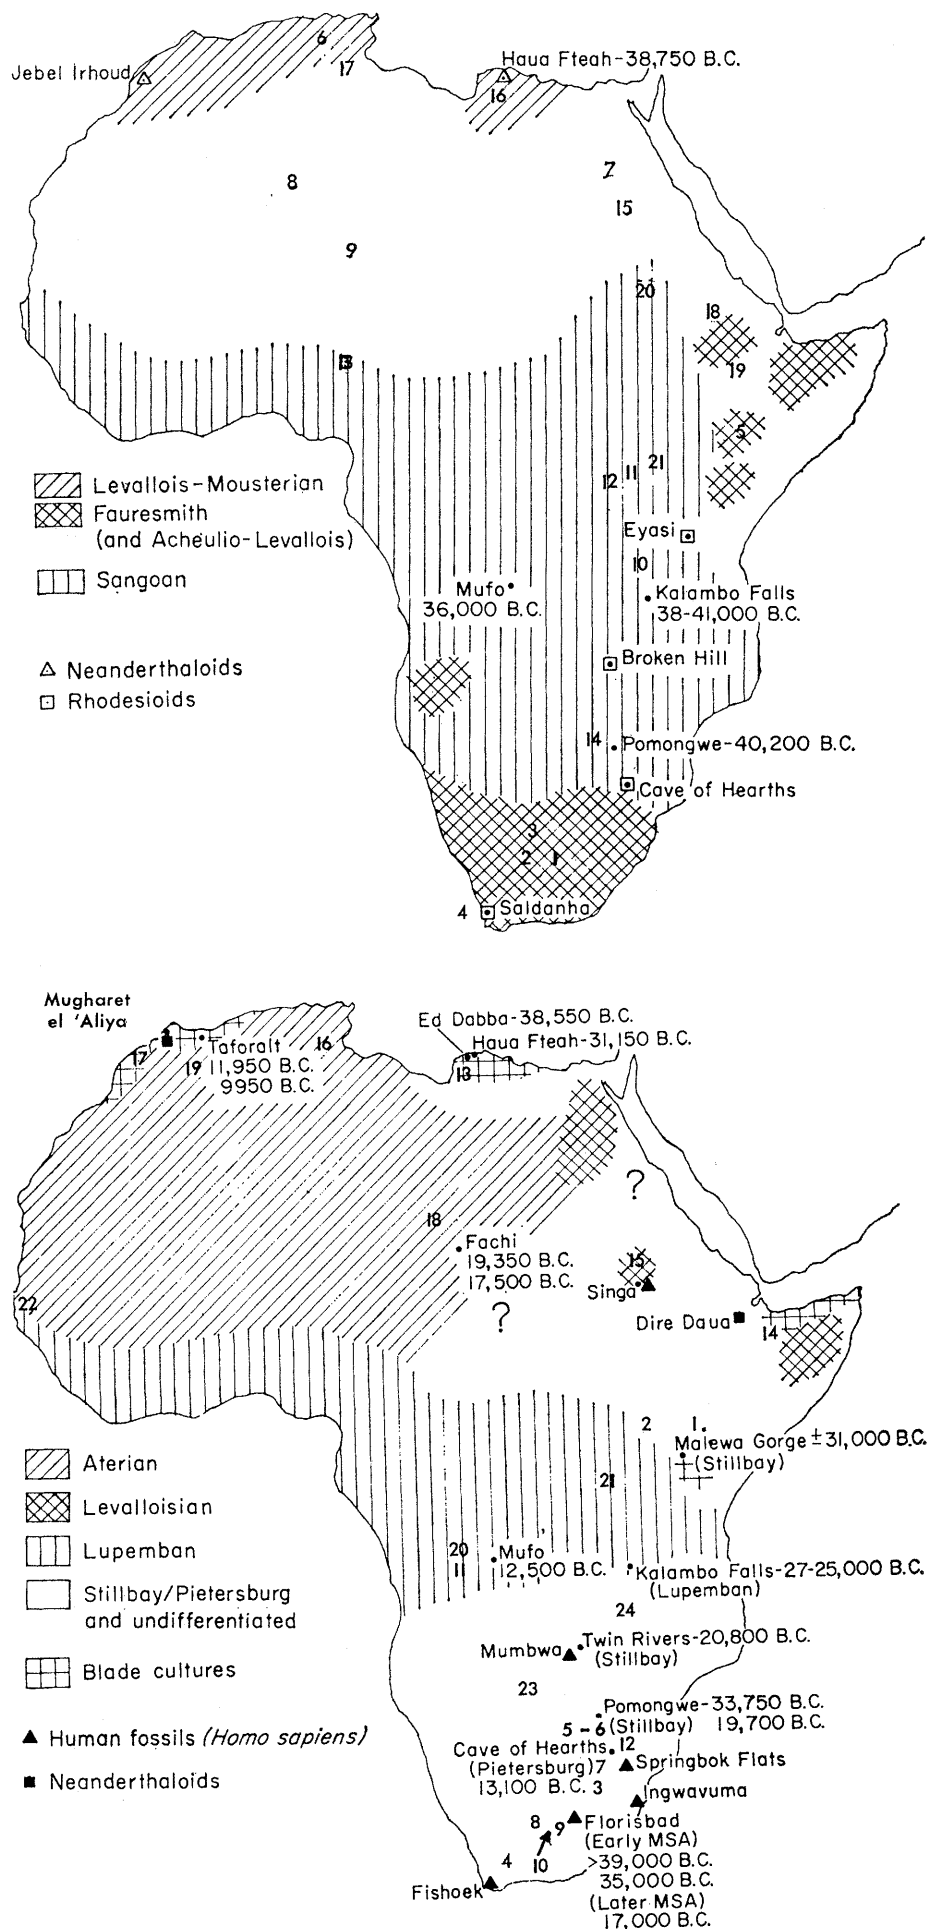 6
17
Jebel Irhoud
Haua Fteah-38,750 B.C.
16
7
8
15
9
20
18
13
19
5
Levallois-Mousterian
Fauresmith
(and Acheulio-Levallois)
Sangoan
12
11
21
Eyasi
10
Mufo
36,000 B.C.
Kalambo Falls
38-41,000 B.C.
Broken Hill
Neanderthaloids
Rhodesioids
14
Pomongwe-40,200 B.C.
Cave of Hearths
3
2
1
4
Saldanha
Mugharet
el 'Aliya
Ed Dabba-38,550 B.C.
Haua Fteah-31,150 B.C.
17
19
Taforalt
11,950 B.C.
9950 B.C.
16
13
?
18
Fachi
19,350 B.C.
17,500 B.C.
15
Singa
?
22
Dire Daua
14
2
1.
Malewa Gorge ± 31,000 B.C.
(Stillbay)
Aterian
Levalloisian
Lupemban
Stillbay/Pietersburg
and undifferentiated
Blade cultures
Human fossils (Homo sapiens)
Neanderthaloids
21
20
11
Mufo
12,500 B.C.
Kalambo Falls-27-25,000 B.C.
(Lupemban)
24
Mumbwa
Twin Rivers-20,800 B.C.
(Stillbay)
23
Pomongwe-33,750 B.C.
5-6 (Stillbay) 19,700 B.C.
Cave of Hearths 12
(Pietersburg) 7
13,100 B.C. 3
Springbok Flats
Ingwavuma
8
9
10
4
Florisbad
(Early MSA)
>39,000 B.C.
35,000 B.C.
(Later MSA)
17,000 B.C.
Fishoek